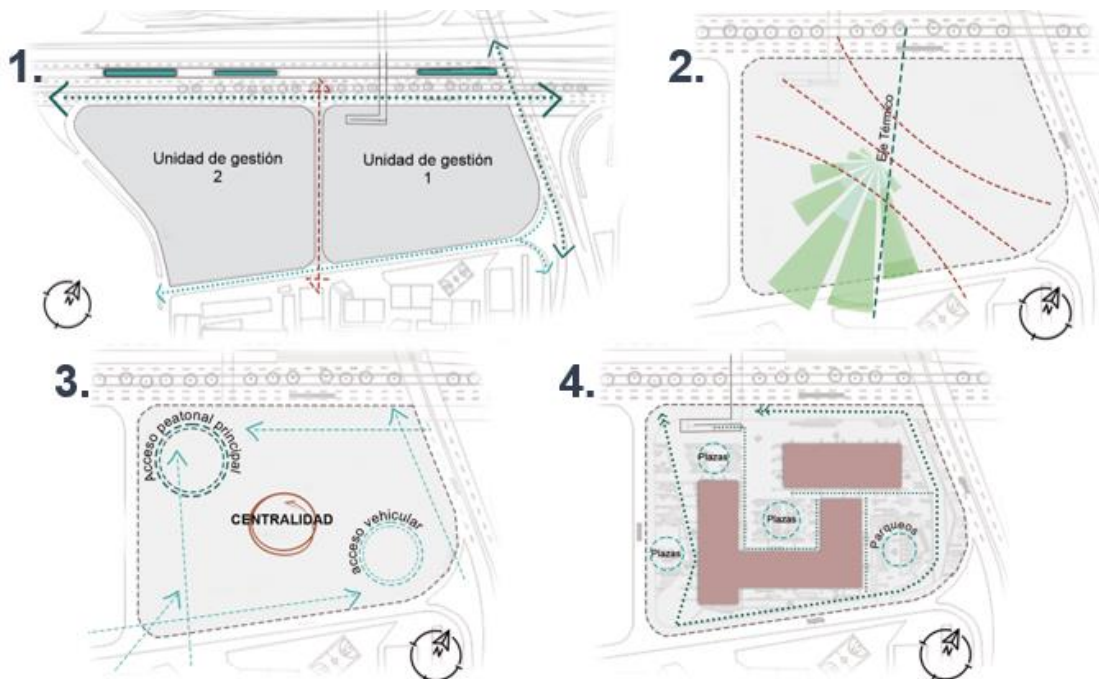 1.
Unidad de gestión
2
Unidad de gestión
1
N
2.
Eje Térmico
N
3.
Acceso peatonal principal
CENTRALIDAD
acceso vehicular
N
4.
Plazas
Plazas
Plazas
Parqueos
N